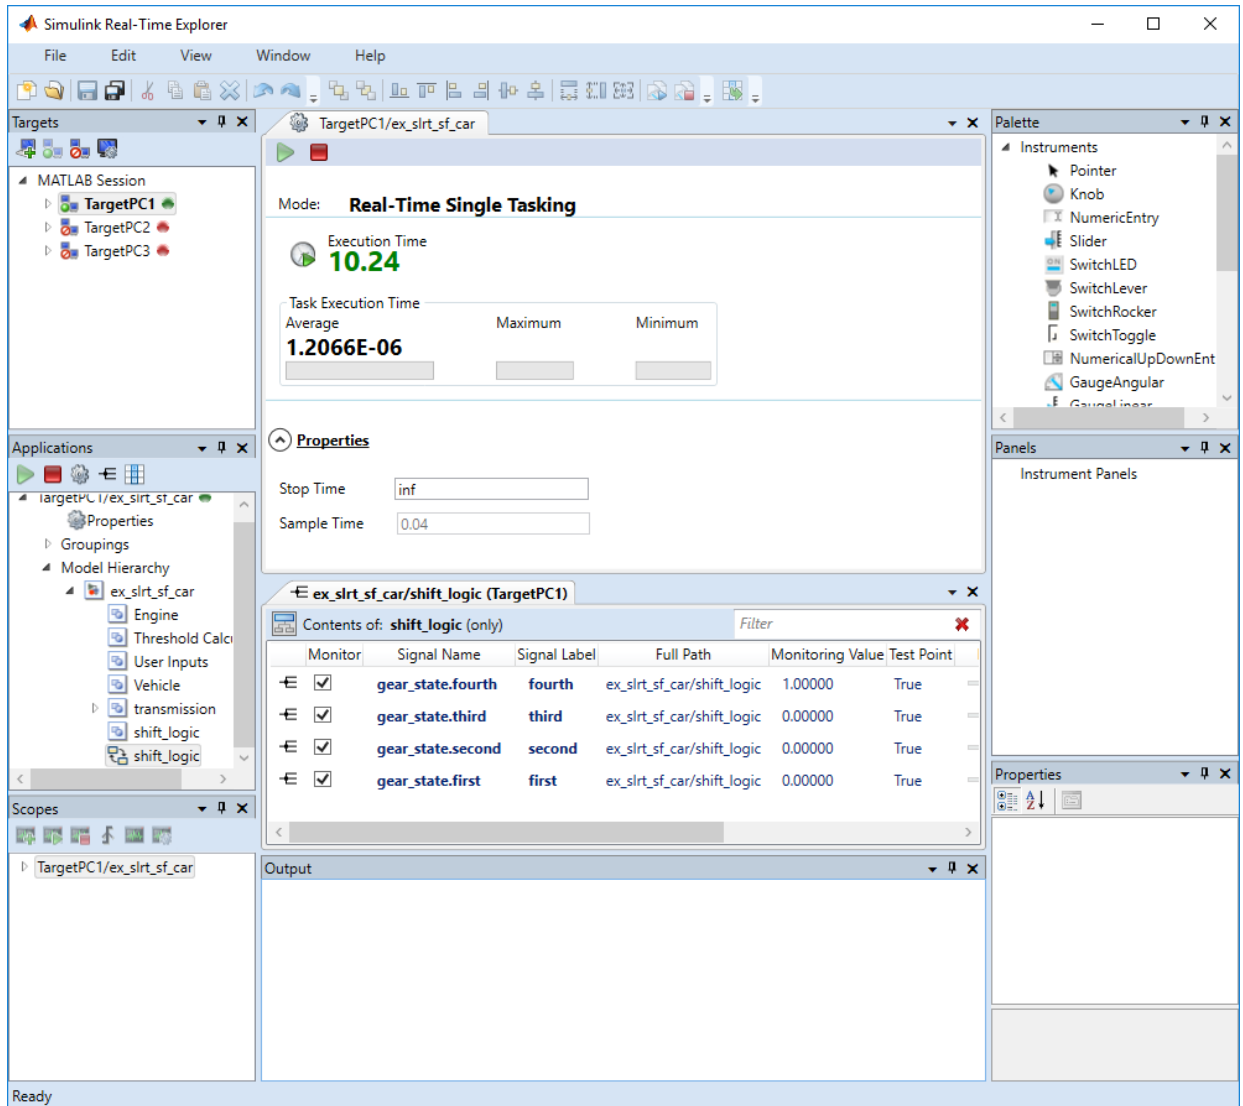 Simulink Real-Time Explorer
File Edit View Window Help
Targets
MATLAB Session
TargetPC1
TargetPC2
TargetPC3
Applications
TargetPC1/ex_slrt_sf_car
Properties
Groupings
Model Hierarchy
ex_slrt_sf_car
Engine
Threshold Calcu
User Inputs
Vehicle
transmission
shift_logic
shift_logic
Scopes
TargetPC1/ex_slrt_sf_car
TargetPC1/ex_slrt_sf_car
Mode: Real-Time Single Tasking
Execution Time
10.24
Task Execution Time
Average Maximum Minimum
1.2066E-06
Properties
Stop Time inf
Sample Time 0.04
ex_slrt_sf_car/shift_logic (TargetPC1)
Contents of: shift_logic (only) Filter
Monitor Signal Name Signal Label Full Path Monitoring Value Test Point
gear_state.fourth fourth ex_slrt_sf_car/shift_logic 1.00000 True
gear_state.third third ex_slrt_sf_car/shift_logic 0.00000 True
gear_state.second second ex_slrt_sf_car/shift_logic 0.00000 True
gear_state.first first ex_slrt_sf_car/shift_logic 0.00000 True
Output
Palette
Instruments
Pointer
Knob
NumericEntry
Slider
SwitchLED
SwitchLever
SwitchRocker
SwitchToggle
NumericalUpDownEnt
GaugeAngular
GaugeLinear
Panels
Instrument Panels
Properties
Ready